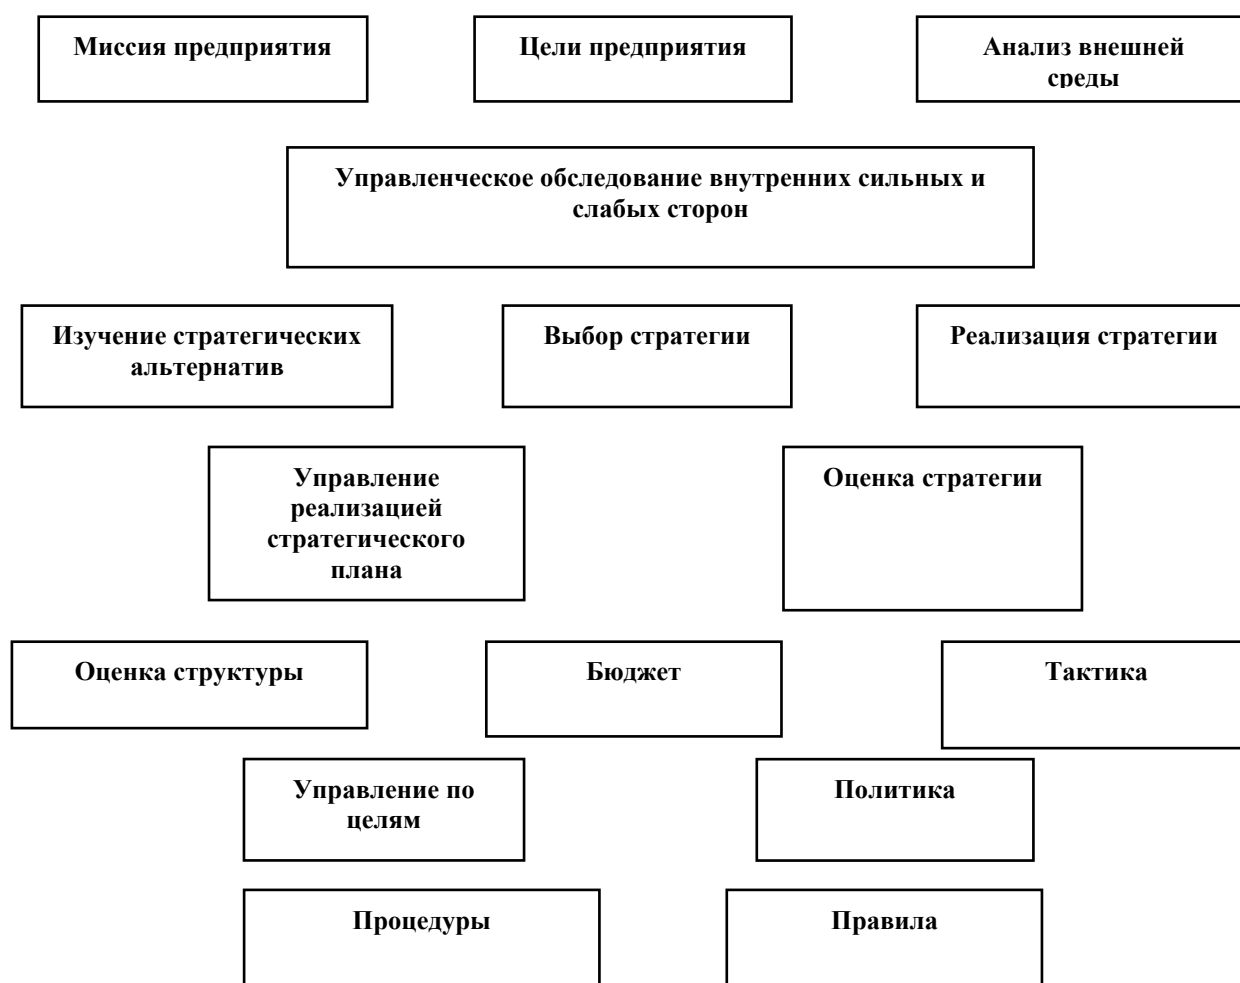 Миссия предприятия
Цели предприятия
Анализ внешней
среды
Управленческое обследование внутренних сильных и
слабых сторон
Изучение стратегических
альтернатив
Выбор стратегии
Реализация стратегии
Управление
реализацией
стратегического
плана
Оценка стратегии
Оценка структуры
Бюджет
Тактика
Управление по
целям
Политика
Процедуры
Правила